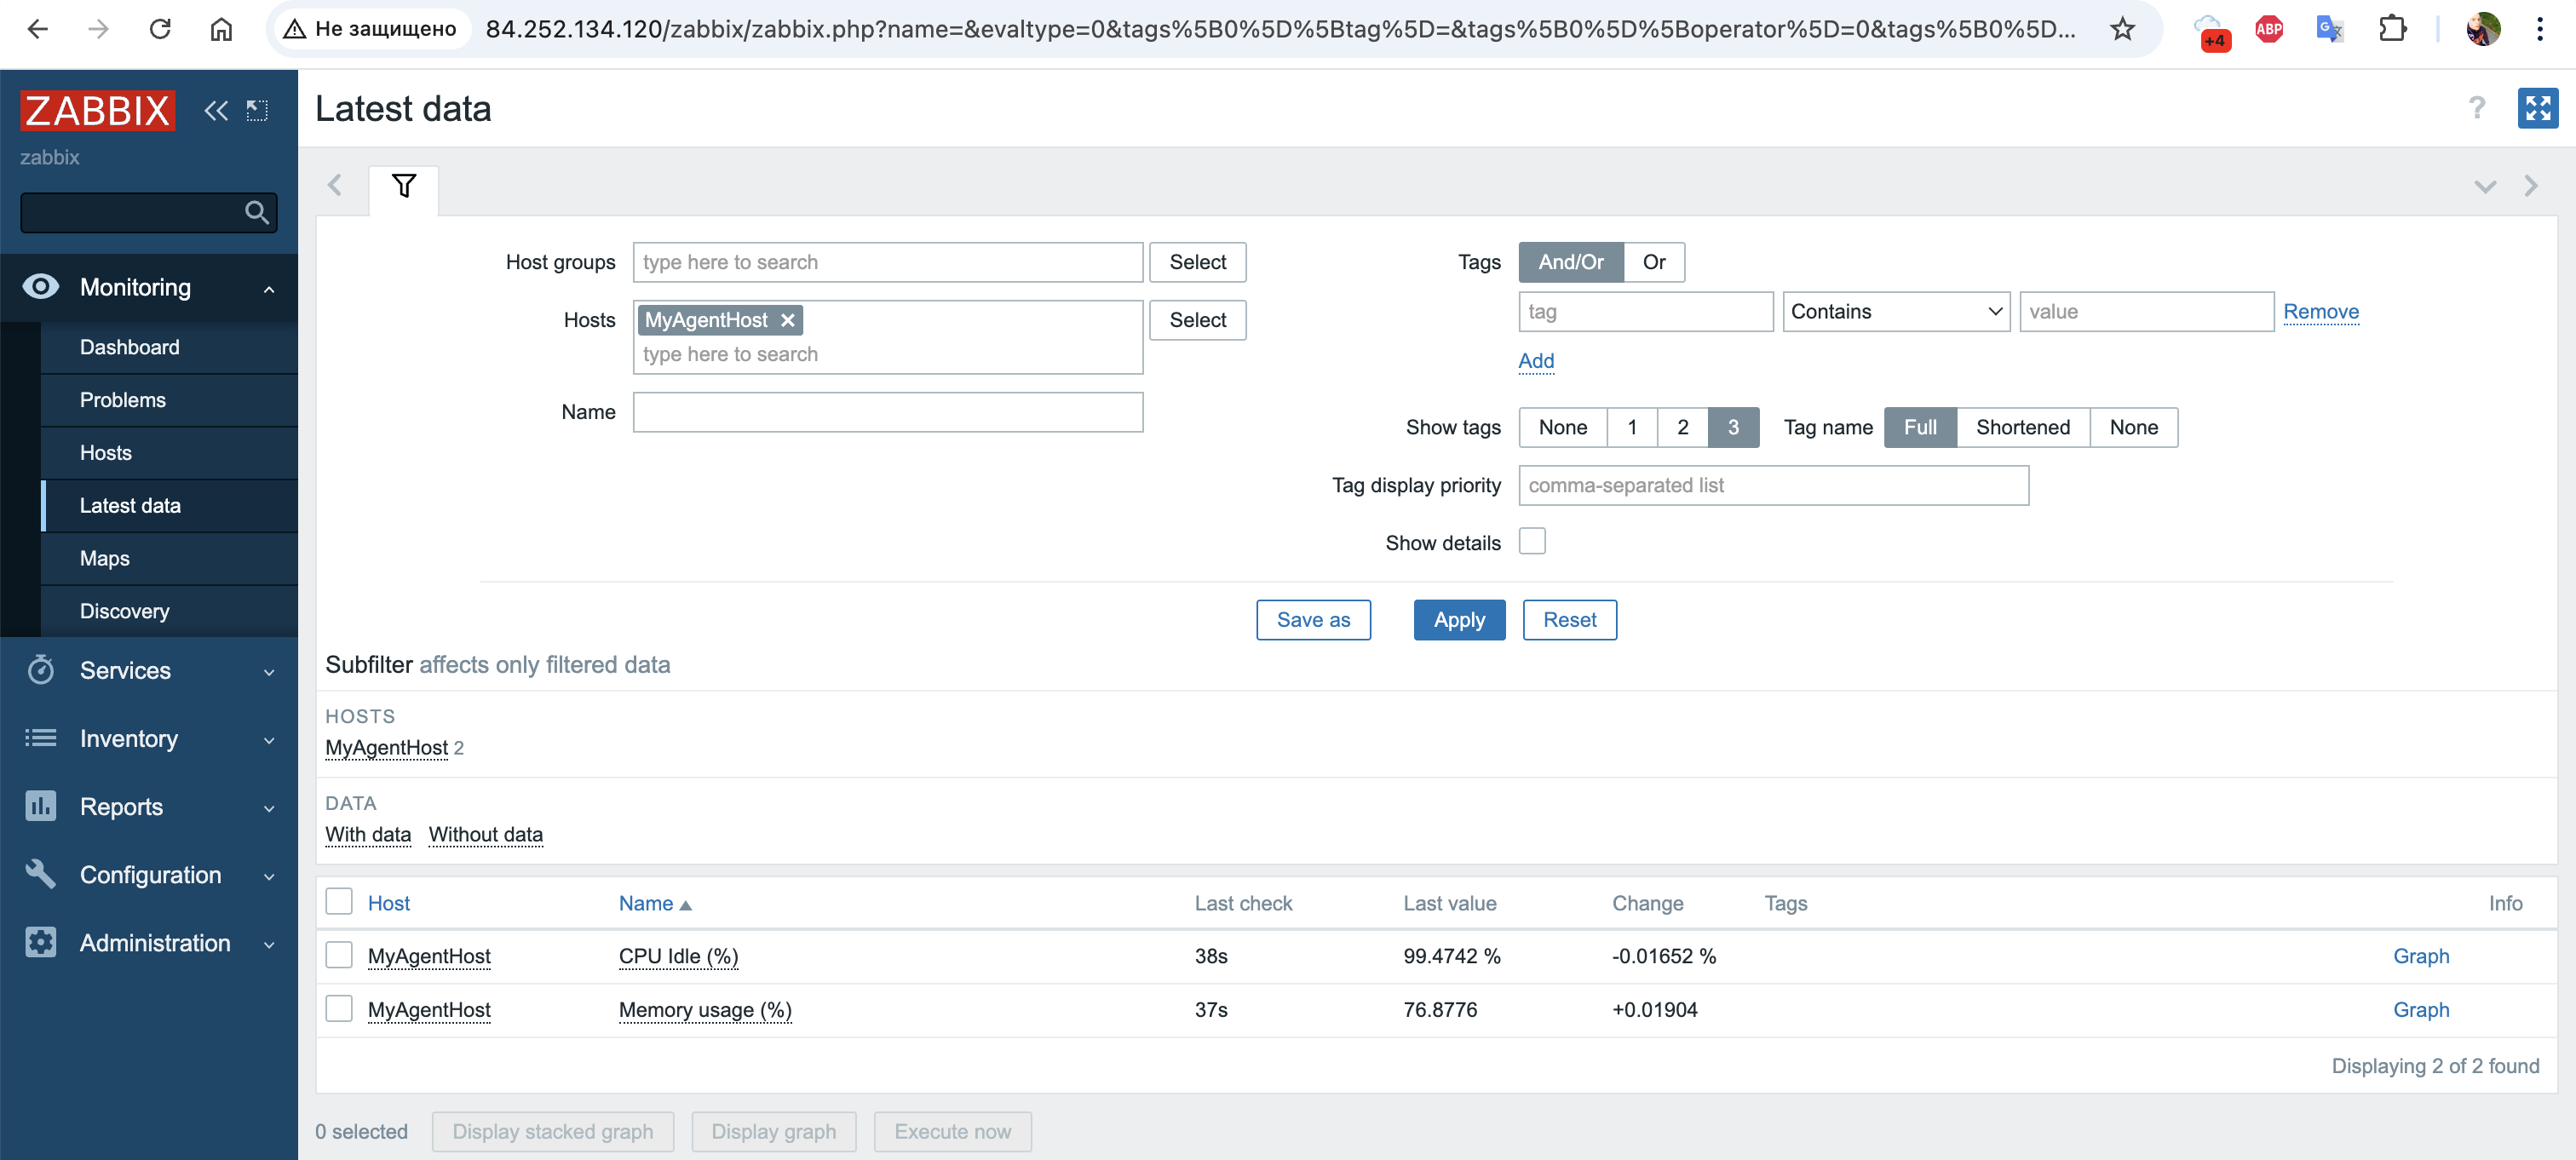 Не защищено 84.252.134.120/zabbix/zabbix.php?name=&evaltype=0&tags%5B0%5D%5Btag%5D=&tags%5B0%5D%5Boperator%5D=0&tags%5B0%5D...
+4
ABP
ZABBIX
zabbix
Monitoring
Dashboard
Problems
Hosts
Latest data
Maps
Discovery
Services
Inventory
Reports
Configuration
Administration
Latest data
?
Host groups type here to search Select
Hosts MyAgentHost Select
type here to search
Name
Tags And/Or Or
tag Contains value Remove
Add
Show tags None 1 2 3 Tag name Full Shortened None
Tag display priority comma-separated list
Show details
Save as Apply Reset
Subfilter affects only filtered data
HOSTS
MyAgentHost 2
DATA
With data Without data
Host Name Last check Last value Change Tags Info
MyAgentHost CPU Idle (%) 38s 99.4742 % -0.01652 % Graph
MyAgentHost Memory usage (%) 37s 76.8776 +0.01904 Graph
Displaying 2 of 2 found
0 selected Display stacked graph Display graph Execute now